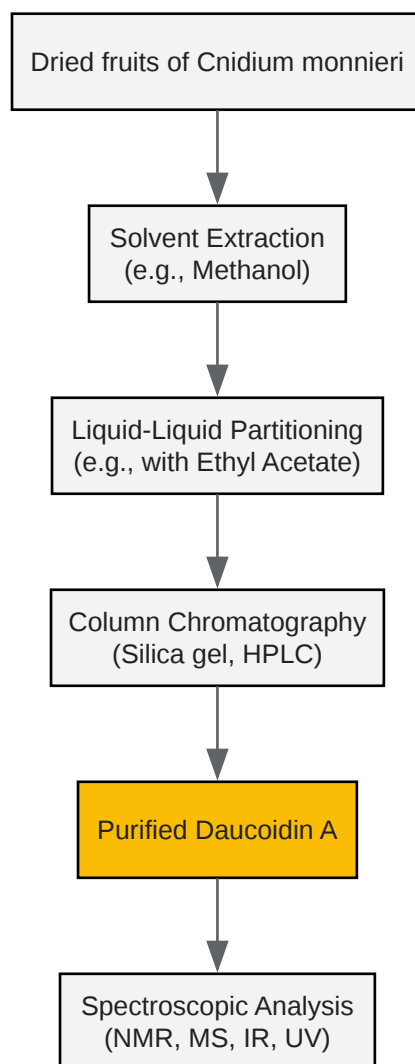 Dried fruits of Cnidium monnieri
Solvent Extraction
(e.g., Methanol)
Liquid-Liquid Partitioning
(e.g., with Ethyl Acetate)
Column Chromatography
(Silica gel, HPLC)
Purified Daucoidin A
Spectroscopic Analysis
(NMR, MS, IR, UV)